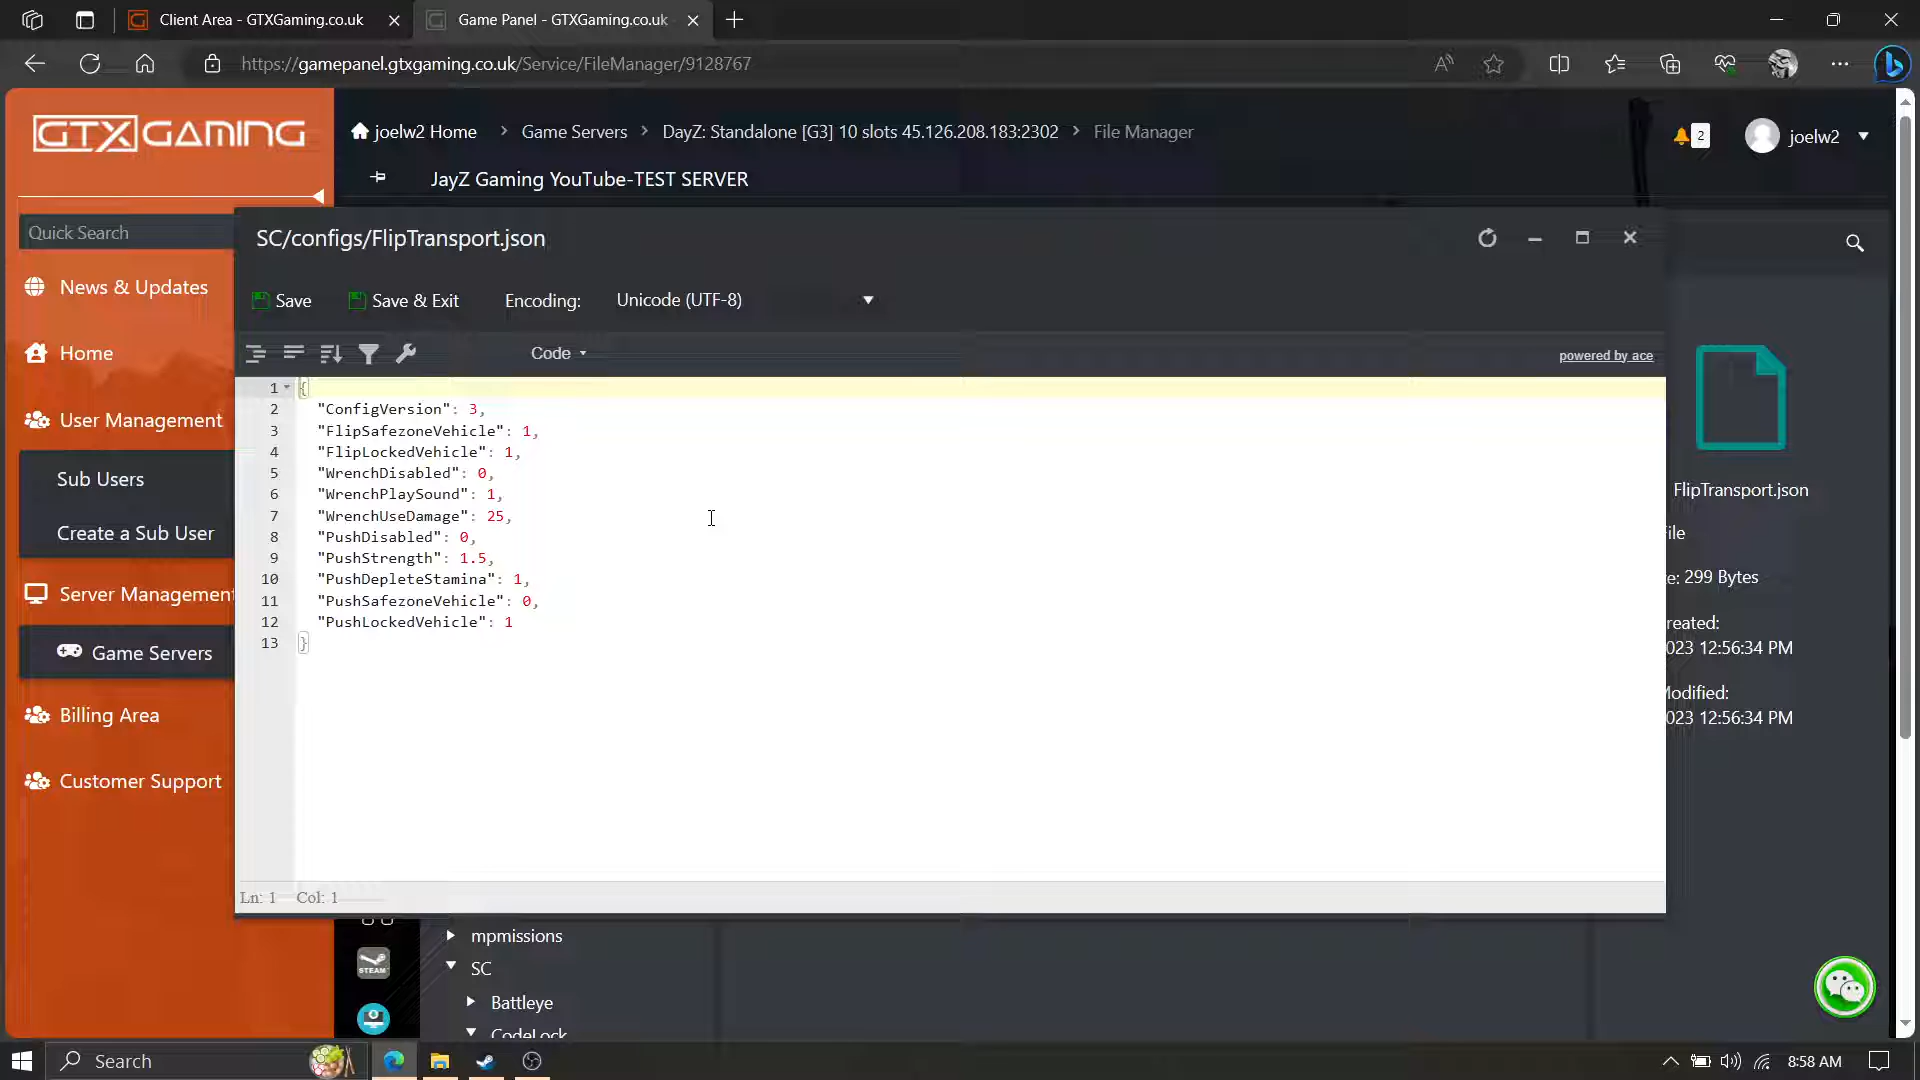 Client Area - GTXGaming.co.uk
Game Panel - GTXGaming.co.uk
https://gamepanel.gtxgaming.co.uk/Service/FileManager/9128767
GTXGAMING
joelw2 Home > Game Servers > DayZ: Standalone [G3] 10 slots 45.126.208.183:2302 > File Manager
2
joelw2
JayZ Gaming YouTube-TEST SERVER
Quick Search
News & Updates
Home
User Management
Sub Users
Create a Sub User
Server Management
Game Servers
Billing Area
Customer Support
SC/configs/FlipTransport.json
Save
Save & Exit
Encoding:
Unicode (UTF-8)
Code
powered by ace
1 {
2 "ConfigVersion": 3,
3 "FlipSafezoneVehicle": 1,
4 "FlipLockedVehicle": 1,
5 "WrenchDisabled": 0,
6 "WrenchPlaySound": 1,
7 "WrenchUseDamage": 25,
8 "PushDisabled": 0,
9 "PushStrength": 1.5,
10 "PushDepleteStamina": 1,
11 "PushSafezoneVehicle": 0,
12 "PushLockedVehicle": 1
13 }
Ln: 1 Col: 1
FlipTransport.json
ile
e: 299 Bytes
reated:
023 12:56:34 PM
Modified:
023 12:56:34 PM
STEAM
mpmissions
SC
Battleye
CodeLock
Search
8:58 AM